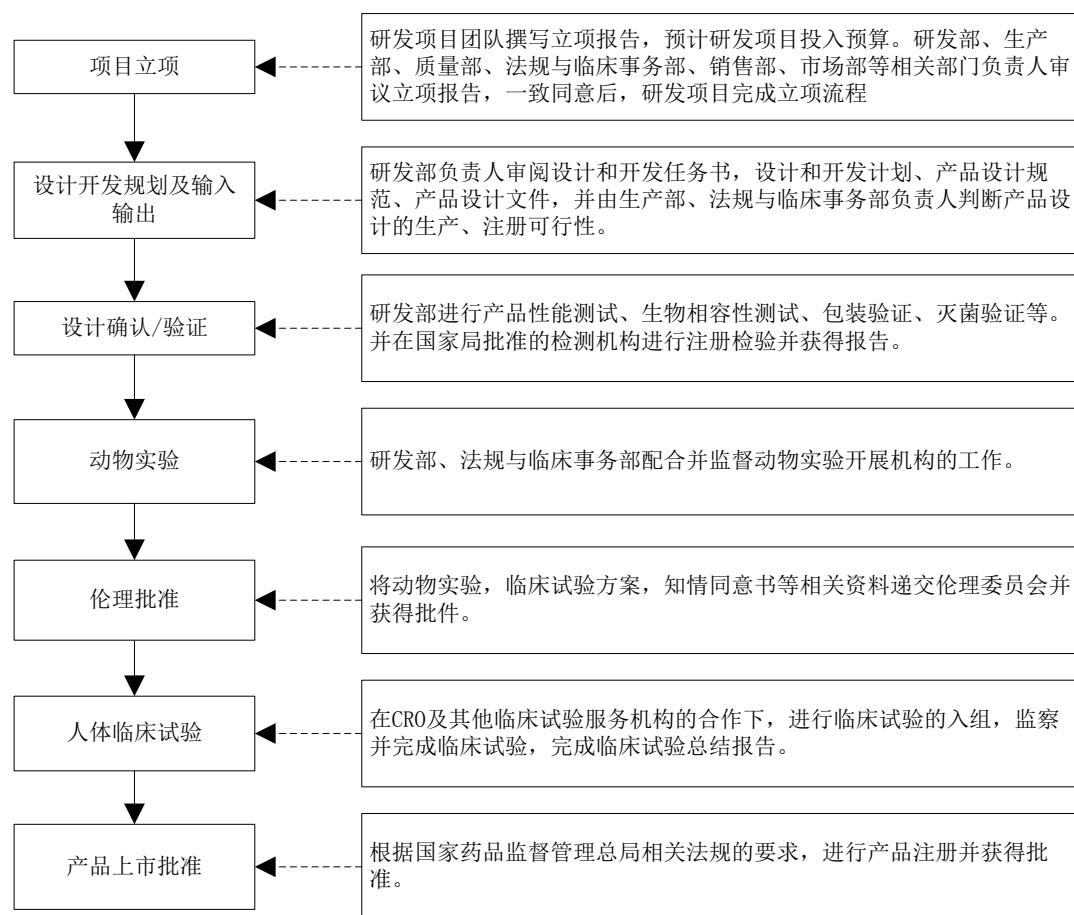 项目立项
研发项目团队撰写立项报告，预计研发项目投入预算。研发部、生产
部、质量部、法规与临床事务部、销售部、市场部等相关部门负责人审
议立项报告，一致同意后，研发项目完成立项流程
设计开发规划及输入
输出
研发部负责人审阅设计和开发任务书，设计和开发计划、产品设计规
范、产品设计文件，并由生产部、法规与临床事务部负责人判断产品设
计的生产、注册可行性。
设计确认/验证
研发部进行产品性能测试、生物相容性测试、包装验证、灭菌验证等。
并在国家局批准的检测机构进行注册检验并获得报告。
动物实验
研发部、法规与临床事务部配合并监督动物实验开展机构的工作。
伦理批准
将动物实验，临床试验方案，知情同意书等相关资料递交伦理委员会并
获得批件。
人体临床试验
在CRO及其他临床试验服务机构的合作下，进行临床试验的入组，监察
并完成临床试验，完成临床试验总结报告。
产品上市批准
根据国家药品监督管理总局相关法规的要求，进行产品注册并获得批
准。